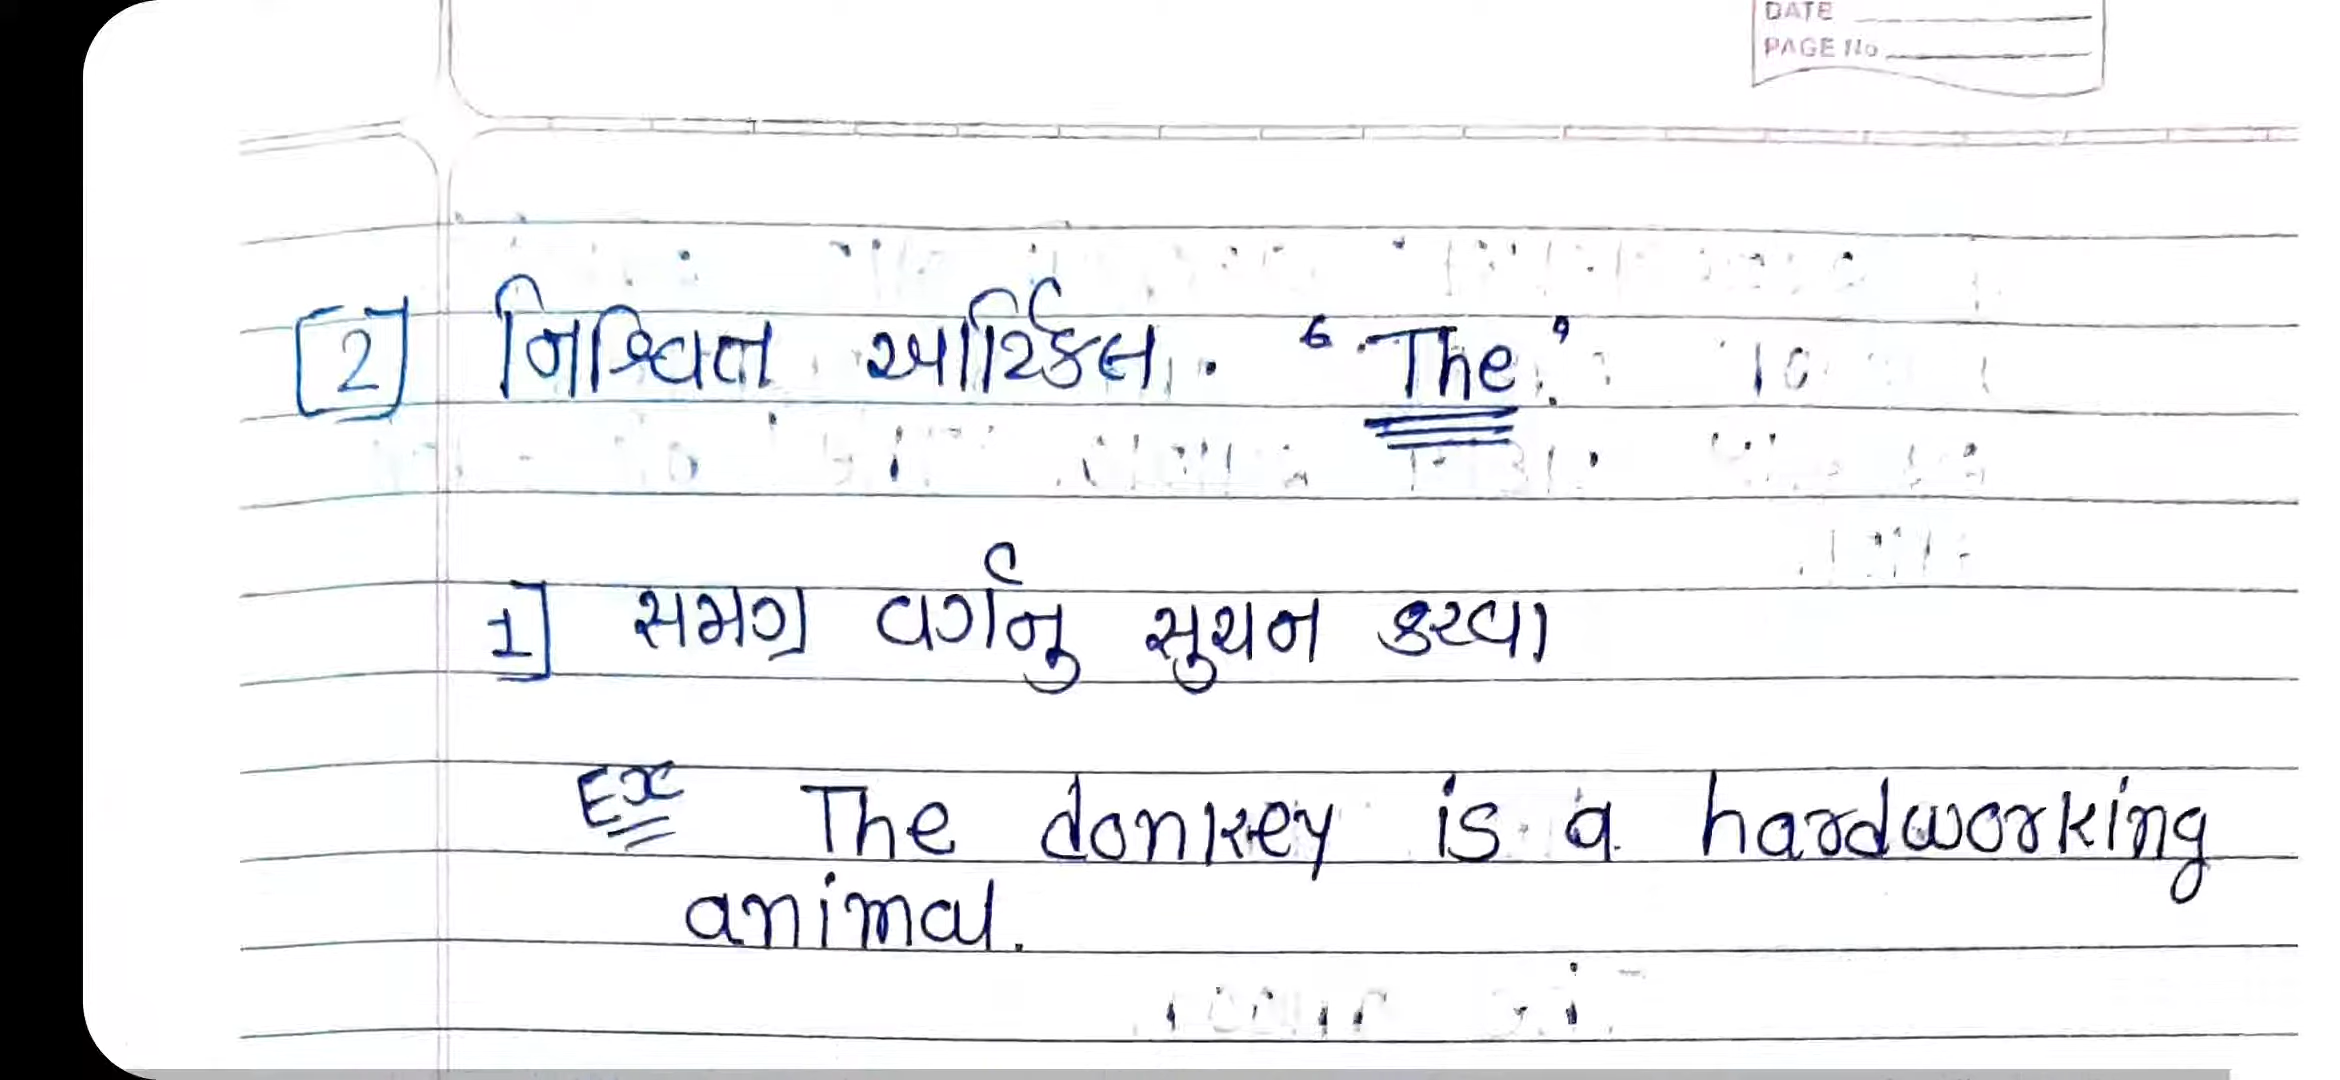 DATE
PAGE No
[2] નિશ્ચિત આર્ટિકલ. ‘The’
1] સમગ્ર વર્ગનુ સુચન કરવા
Ex The donkey is a hardworking
animal.